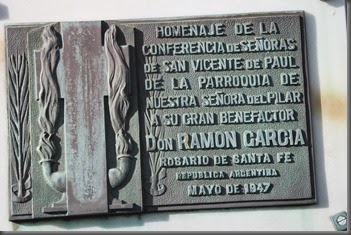 HOMENAJE DE LA
CONFERENCIA DE SEÑORAS
DE SAN VICENTE DE PAUL
DE LA PARROQUIA DE
NUESTRA SEÑORA DEL PILAR
A SU GRAN BENEFACTOR
DON RAMON GARCIA
ROSARIO DE SANTA FE
REPUBLICA ARGENTINA
MAYO DE 1947